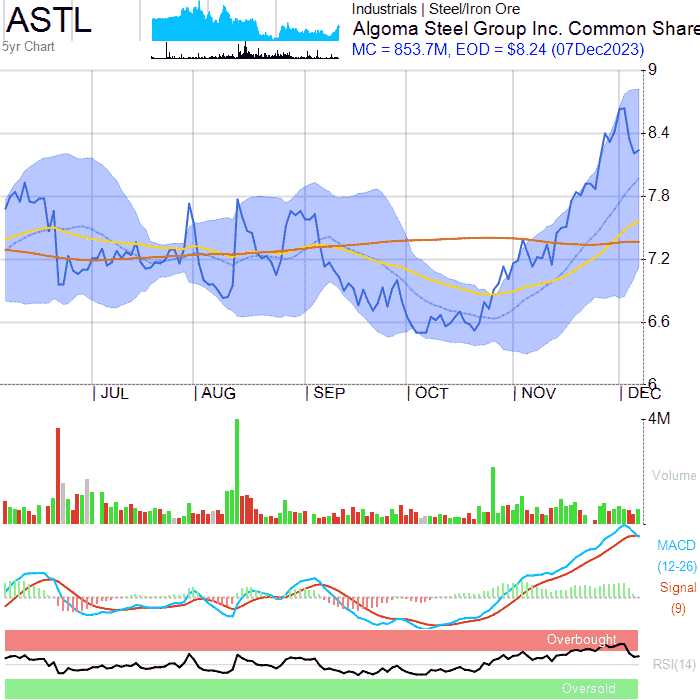 ASTL
5yr Chart
Industrials | Steel/Iron Ore
Algoma Steel Group Inc. Common Share
MC = 853.7M, EOD = $8.24 (07Dec2023)
9
8.4
7.8
7.2
6.6
6
JUL AUG SEP OCT NOV DEC
4M
Volume
MACD
(12-26)
Signal
(9)
Overbought
RSI(14)
Oversold